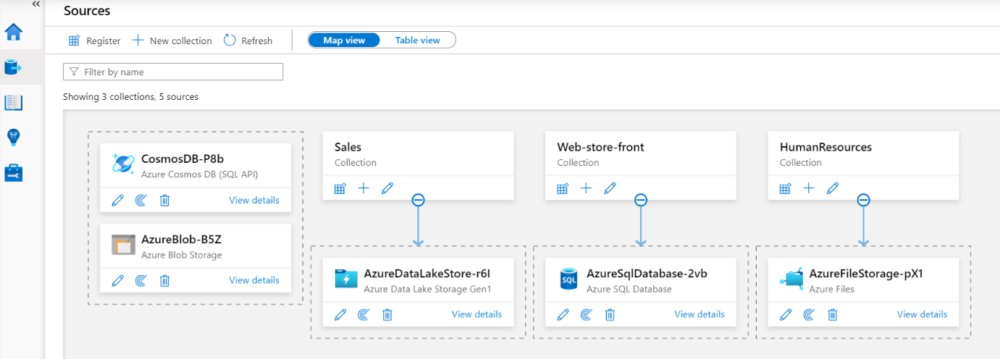 «
Sources
Register New collection Refresh Map view Table view
Filter by name
Showing 3 collections, 5 sources
CosmosDB-P8b
Azure Cosmos DB (SQL API)
View details
AzureBlob-B5Z
Azure Blob Storage
View details
Sales
Collection
AzureDataLakeStore-r6I
Azure Data Lake Storage Gen1
View details
Web-store-front
Collection
SQL
AzureSqlDatabase-2vb
Azure SQL Database
View details
HumanResources
Collection
AzureFileStorage-pX1
Azure Files
View details